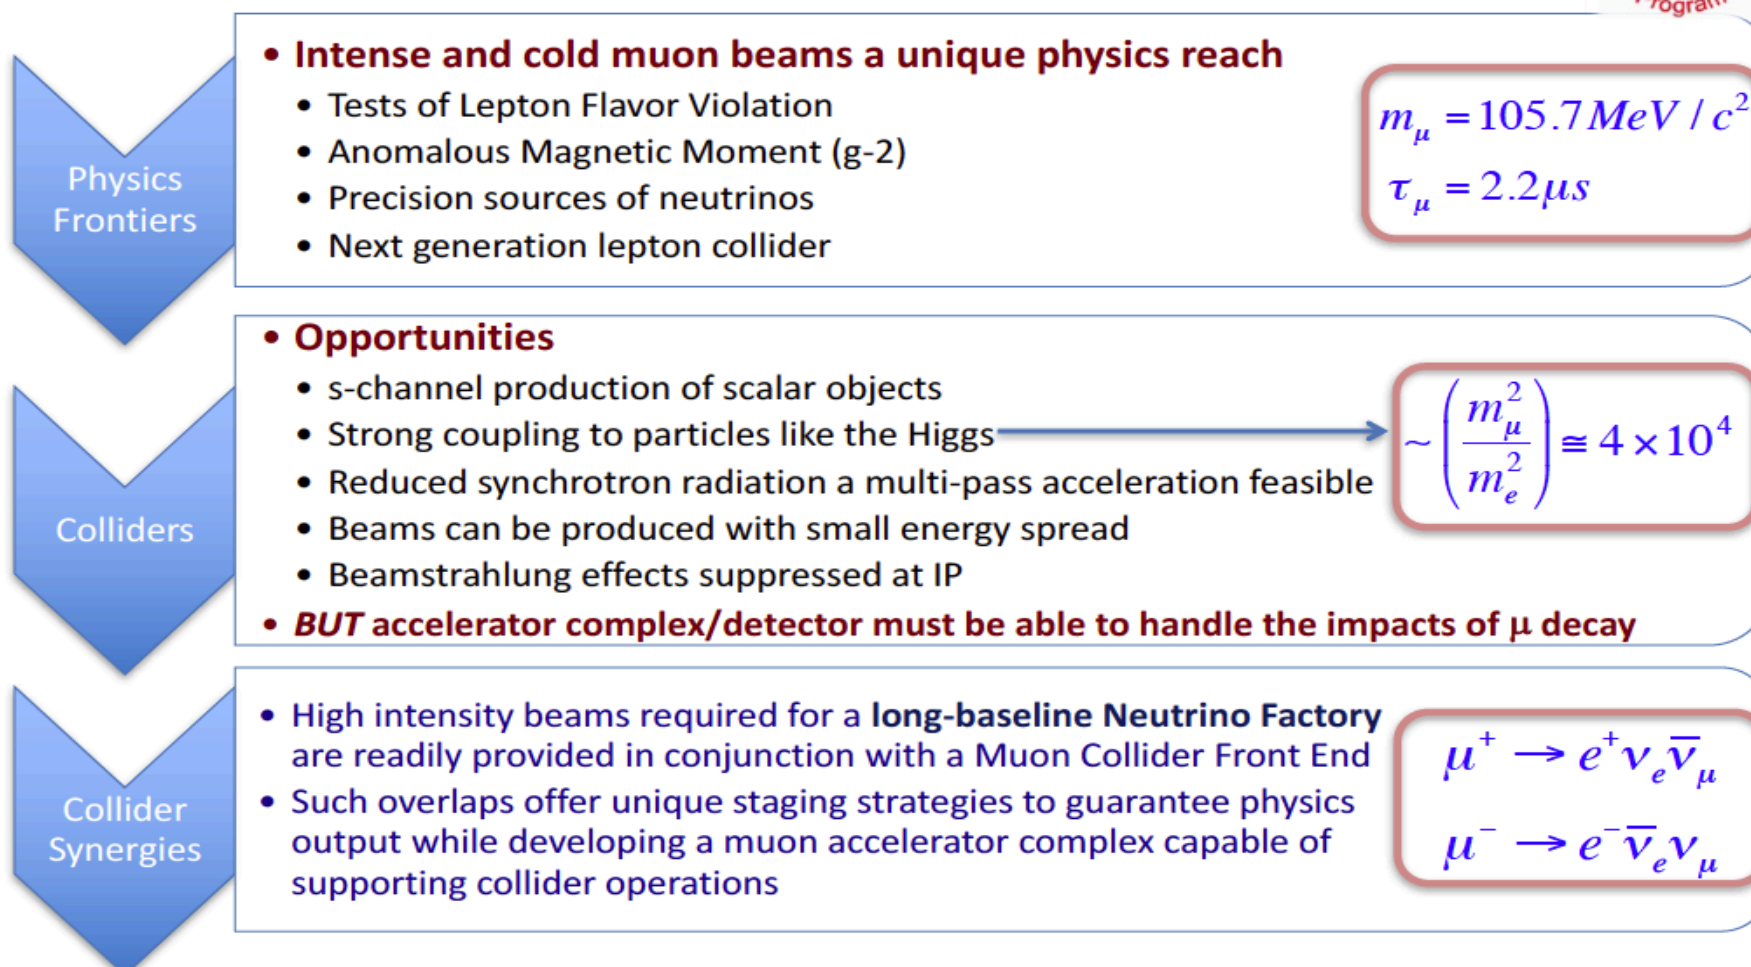 Program
• Intense and cold muon beams a unique physics reach
• Tests of Lepton Flavor Violation
• Anomalous Magnetic Moment (g-2)
• Precision sources of neutrinos
• Next generation lepton collider
m_μ = 105.7 MeV / c²
τ_μ = 2.2 μs
Physics
Frontiers
• Opportunities
• s-channel production of scalar objects
• Strong coupling to particles like the Higgs
• Reduced synchrotron radiation a multi-pass acceleration feasible
• Beams can be produced with small energy spread
• Beamstrahlung effects suppressed at IP
• BUT accelerator complex/detector must be able to handle the impacts of μ decay
~ (m_μ² / m_e²) ≅ 4 × 10⁴
Colliders
• High intensity beams required for a long-baseline Neutrino Factory
are readily provided in conjunction with a Muon Collider Front End
• Such overlaps offer unique staging strategies to guarantee physics
output while developing a muon accelerator complex capable of
supporting collider operations
μ⁺ → e⁺ ν_e ν̄_μ
μ⁻ → e⁻ ν̄_e ν_μ
Collider
Synergies